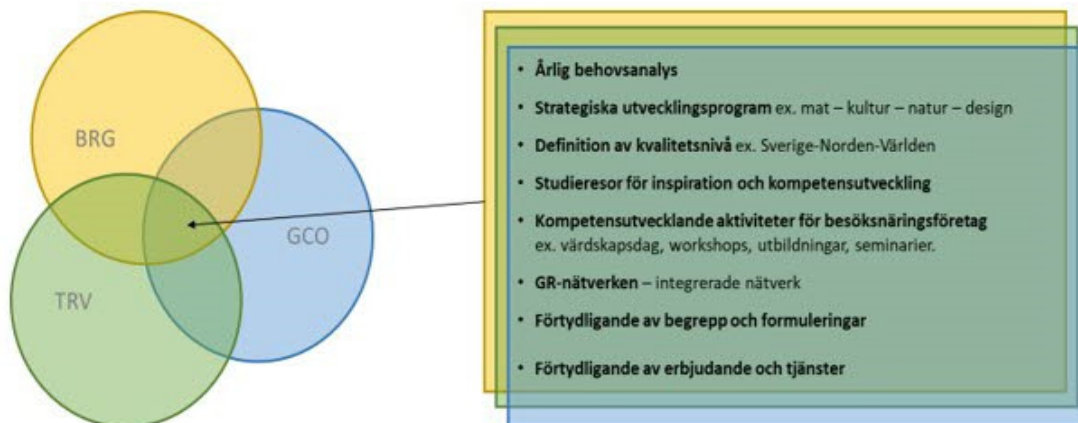 BRG
GCO
TRV
• Årlig behovsanalys
• Strategiska utvecklingsprogram ex. mat – kultur – natur – design
• Definition av kvalitetsnivå ex. Sverige-Norden-Världen
• Studieresor för inspiration och kompetensutveckling
• Kompetensutvecklande aktiviteter för besöksnäringsföretag
ex. värdskapsdag, workshops, utbildningar, seminarier.
• GR-nätverken – integrerade nätverk
• Förtydligande av begrepp och formuleringar
• Förtydligande av erbjudande och tjänster